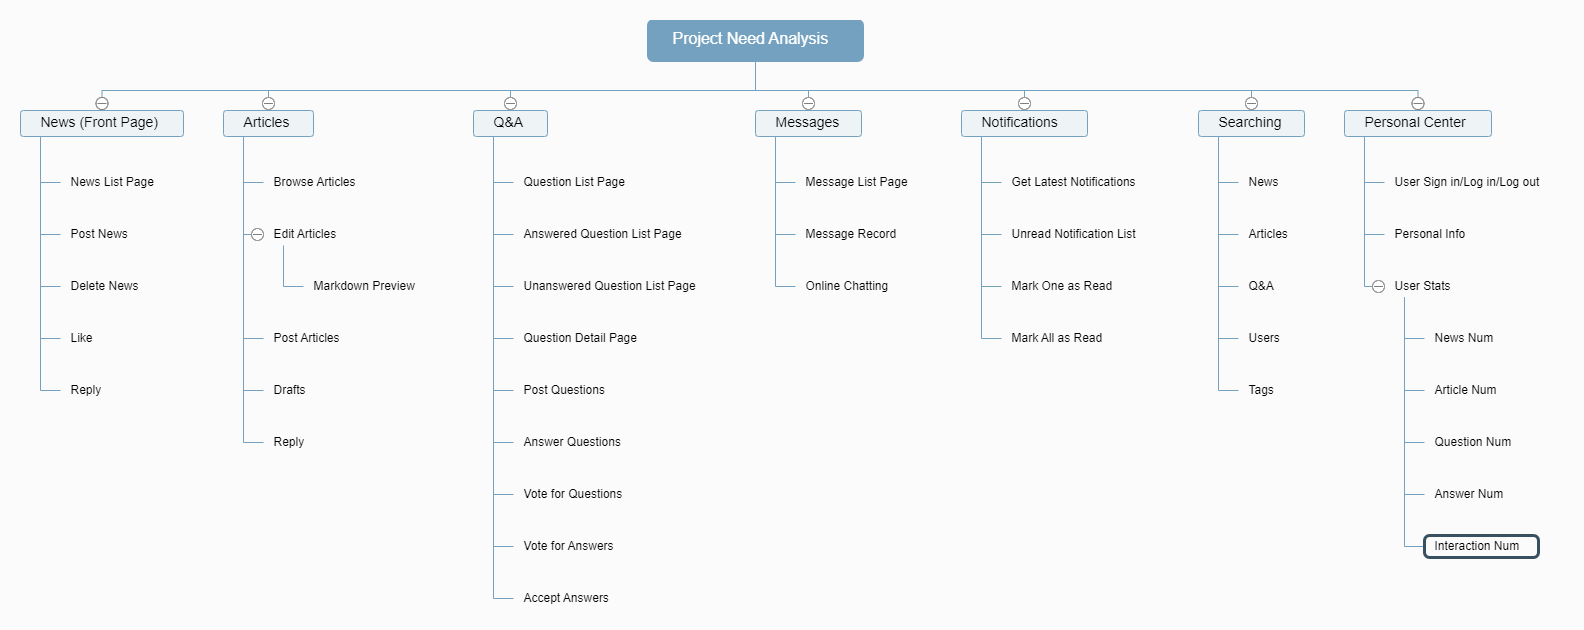 Project Need Analysis
News (Front Page)
News List Page
Post News
Delete News
Like
Reply
Articles
Browse Articles
Edit Articles
Markdown Preview
Post Articles
Drafts
Reply
Q&A
Question List Page
Answered Question List Page
Unanswered Question List Page
Question Detail Page
Post Questions
Answer Questions
Vote for Questions
Vote for Answers
Accept Answers
Messages
Message List Page
Message Record
Online Chatting
Notifications
Get Latest Notifications
Unread Notification List
Mark One as Read
Mark All as Read
Searching
News
Articles
Q&A
Users
Tags
Personal Center
User Sign in/Log in/Log out
Personal Info
User Stats
News Num
Article Num
Question Num
Answer Num
Interaction Num